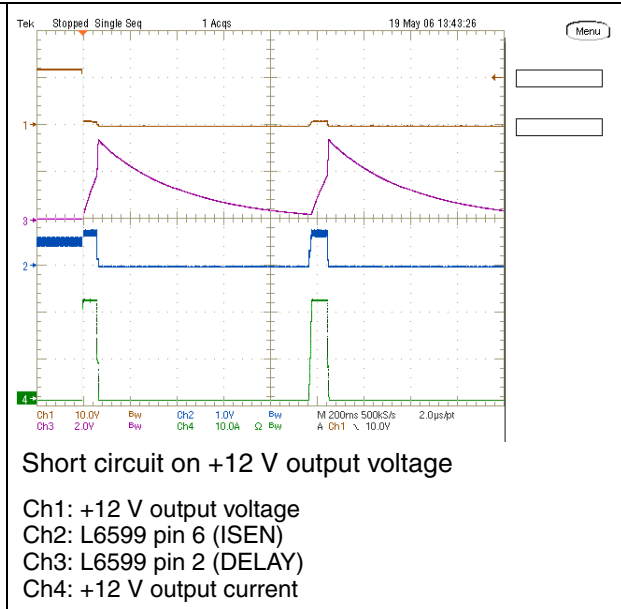 Tek Stopped Single Seq 1 Acqs 19 May 06 13:43:26
Menu
1
3
2
4
Ch1 10.0V Bw Ch2 1.0V Bw M 200ms 500kS/s 2.0µs/pt
Ch3 2.0V Bw Ch4 10.0A Ω Bw A Ch1 ∖ 10.0V
Short circuit on +12 V output voltage
Ch1: +12 V output voltage
Ch2: L6599 pin 6 (ISEN)
Ch3: L6599 pin 2 (DELAY)
Ch4: +12 V output current